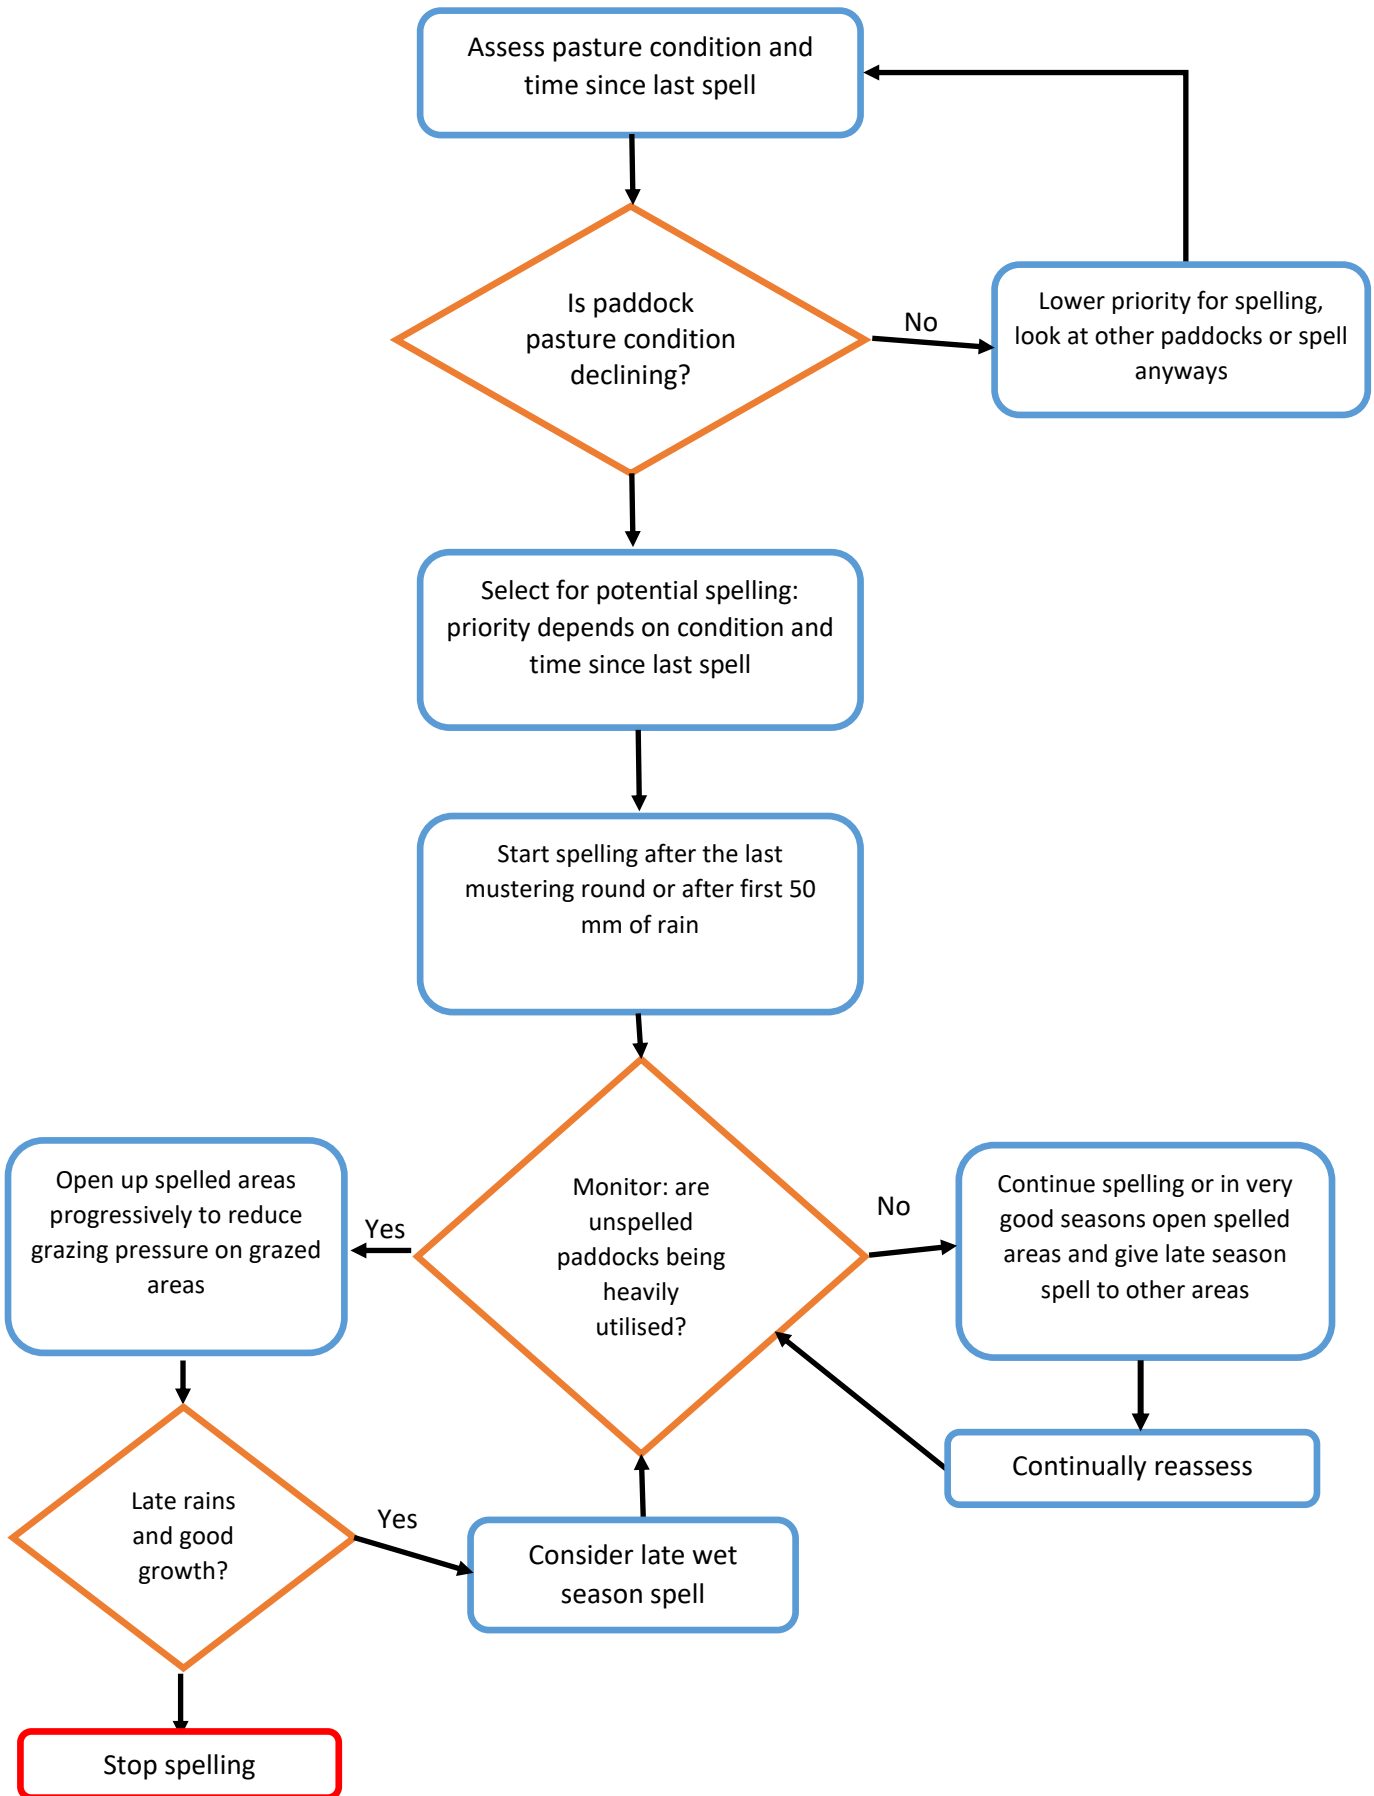 Assess pasture condition and
time since last spell
Is paddock
pasture condition
declining?
No
Lower priority for spelling,
look at other paddocks or spell
anyways
Select for potential spelling:
priority depends on condition and
time since last spell
Start spelling after the last
mustering round or after first 50
mm of rain
Monitor: are
unspelled
paddocks being
heavily
utilised?
Yes
Open up spelled areas
progressively to reduce
grazing pressure on grazed
areas
No
Continue spelling or in very
good seasons open spelled
areas and give late season
spell to other areas
Continually reassess
Late rains
and good
growth?
Yes
Consider late wet
season spell
Stop spelling